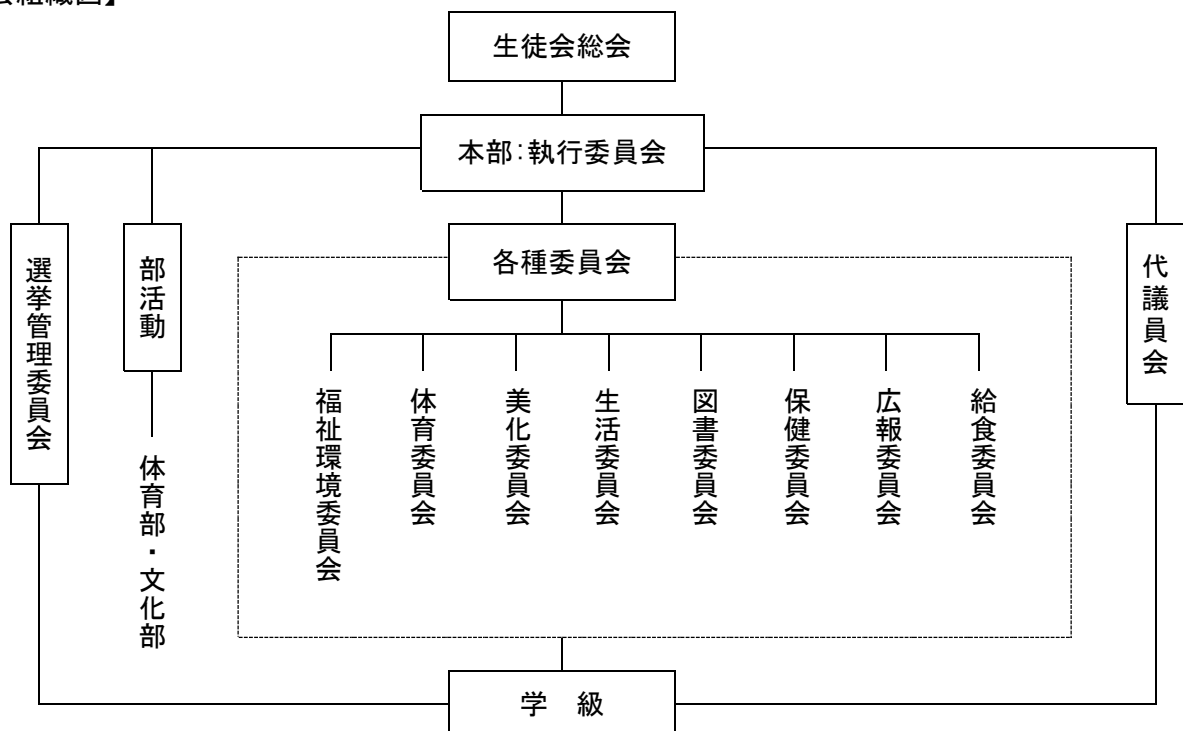 会組織図】
生徒会総会
本部:執行委員会
各種委員会
選挙管理委員会
部活動
体育部・文化部
福祉環境委員会
体育委員会
美化委員会
生活委員会
図書委員会
保健委員会
広報委員会
給食委員会
代議員会
学　級